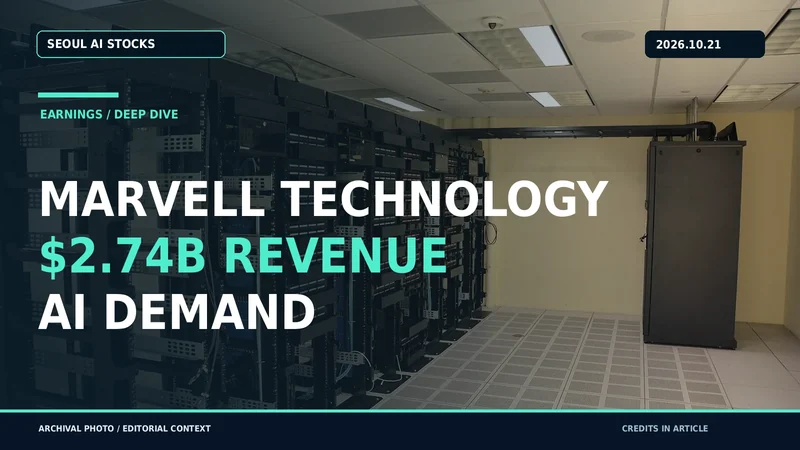 SEOUL AI STOCKS
2026.10.21
EARNINGS / DEEP DIVE
MARVELL TECHNOLOGY
$2.74B REVENUE
AI DEMAND
ARCHIVAL PHOTO / EDITORIAL CONTEXT
CREDITS IN ARTICLE